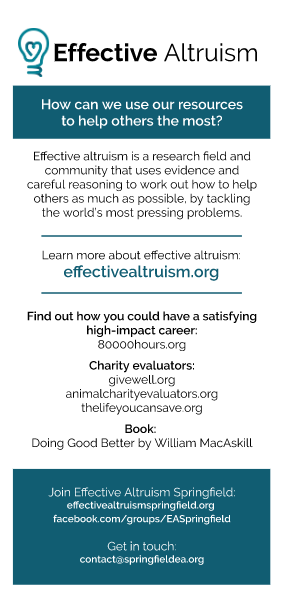 Effective Altruism
How can we use our resources
to help others the most?
Effective altruism is a research field and
community that uses evidence and
careful reasoning to work out how to help
others as much as possible, by tackling
the world's most pressing problems.
Learn more about effective altruism:
effectivealtruism.org
Find out how you could have a satisfying
high-impact career:
80000hours.org
Charity evaluators:
givewell.org
animalcharityevaluators.org
thelifeyoucansave.org
Book:
Doing Good Better by William MacAskill
Join Effective Altruism Springfield:
effectivealtruismspringfield.org
facebook.com/groups/EASpringfield
Get in touch:
contact@springfieldea.org